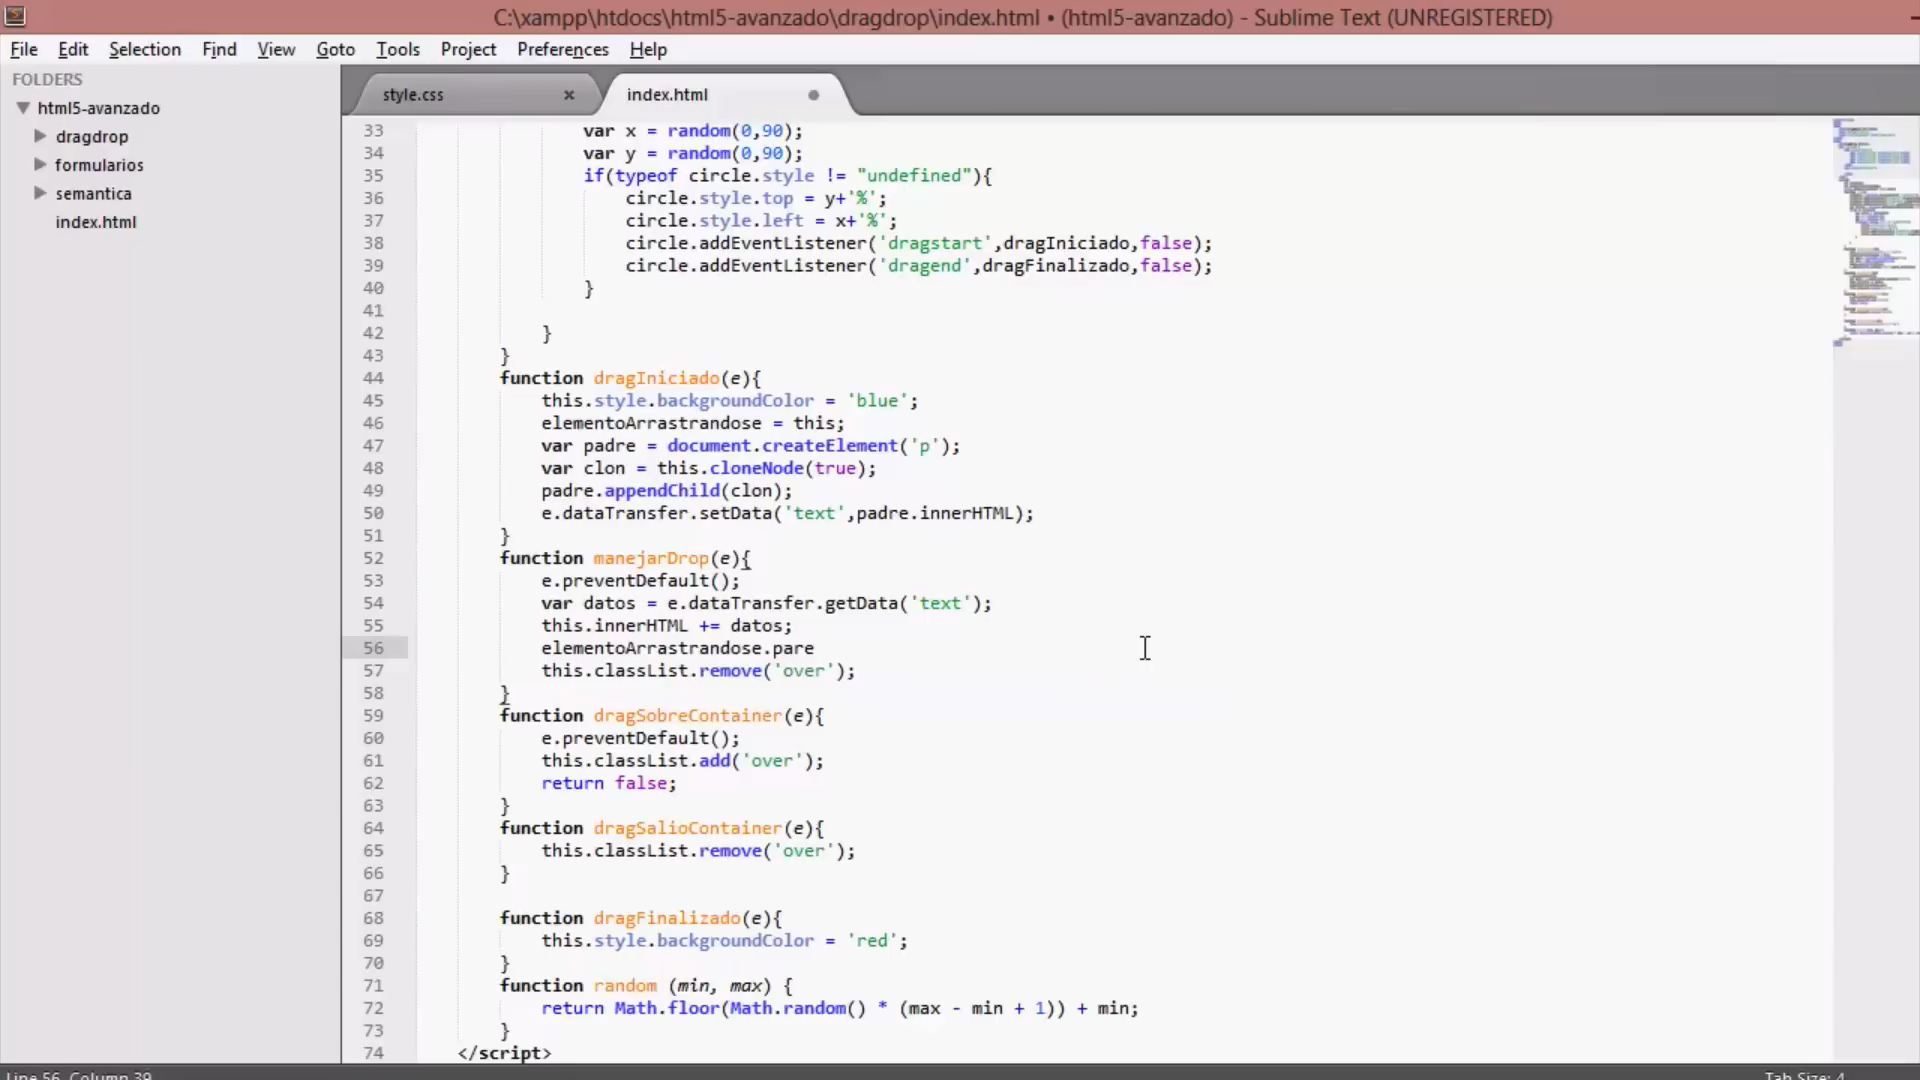 C:\xampp\htdocs\html5-avanzado\dragdrop\index.html • (html5-avanzado) - Sublime Text (UNREGISTERED)
File Edit Selection Find View Goto Tools Project Preferences Help
FOLDERS
html5-avanzado
dragdrop
formularios
semantica
index.html
style.css × index.html
33 var x = random(0,90);
34 var y = random(0,90);
35 if(typeof circle.style != "undefined"){
36 circle.style.top = y+'%';
37 circle.style.left = x+'%';
38 circle.addEventListener('dragstart',dragIniciado,false);
39 circle.addEventListener('dragend',dragFinalizado,false);
40 }
41
42 }
43 }
44 function dragIniciado(e){
45 this.style.backgroundColor = 'blue';
46 elementoArrastrandose = this;
47 var padre = document.createElement('p');
48 var clon = this.cloneNode(true);
49 padre.appendChild(clon);
50 e.dataTransfer.setData('text',padre.innerHTML);
51 }
52 function manejarDrop(e){
53 e.preventDefault();
54 var datos = e.dataTransfer.getData('text');
55 this.innerHTML += datos;
56 elementoArrastrandose.pare
57 this.classList.remove('over');
58 }
59 function dragSobreContainer(e){
60 e.preventDefault();
61 this.classList.add('over');
62 return false;
63 }
64 function dragSalioContainer(e){
65 this.classList.remove('over');
66 }
67
68 function dragFinalizado(e){
69 this.style.backgroundColor = 'red';
70 }
71 function random (min, max) {
72 return Math.floor(Math.random() * (max - min + 1)) + min;
73 }
74 </script>
Line 56, Column 39 Tab Size: 4